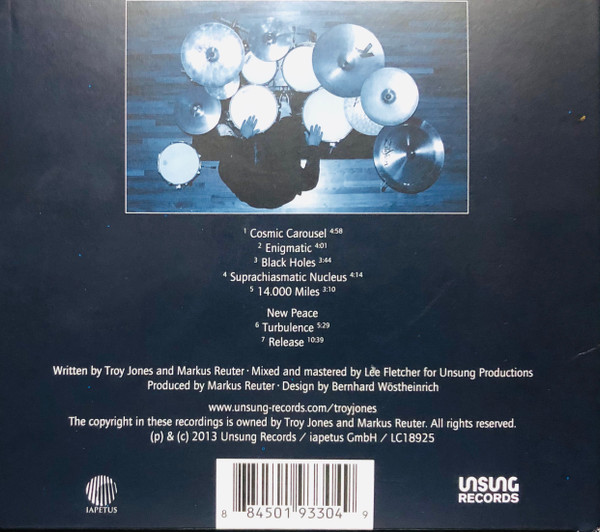 1 Cosmic Carousel 4:58
2 Enigmatic 4:01
3 Black Holes 3:44
4 Suprachiasmatic Nucleus 4:14
5 14.000 Miles 3:10
New Peace
6 Turbulence 5:29
7 Release 10:39
Written by Troy Jones and Markus Reuter · Mixed and mastered by Lee Fletcher for Unsung Productions
Produced by Markus Reuter · Design by Bernhard Wöstheinrich
www.unsung-records.com/troyjones
The copyright in these recordings is owned by Troy Jones and Markus Reuter. All rights reserved.
(p) & (c) 2013 Unsung Records / iapetus GmbH / LC18925
IAPETUS
8 84501 93304 9
UNSUNG
RECORDS